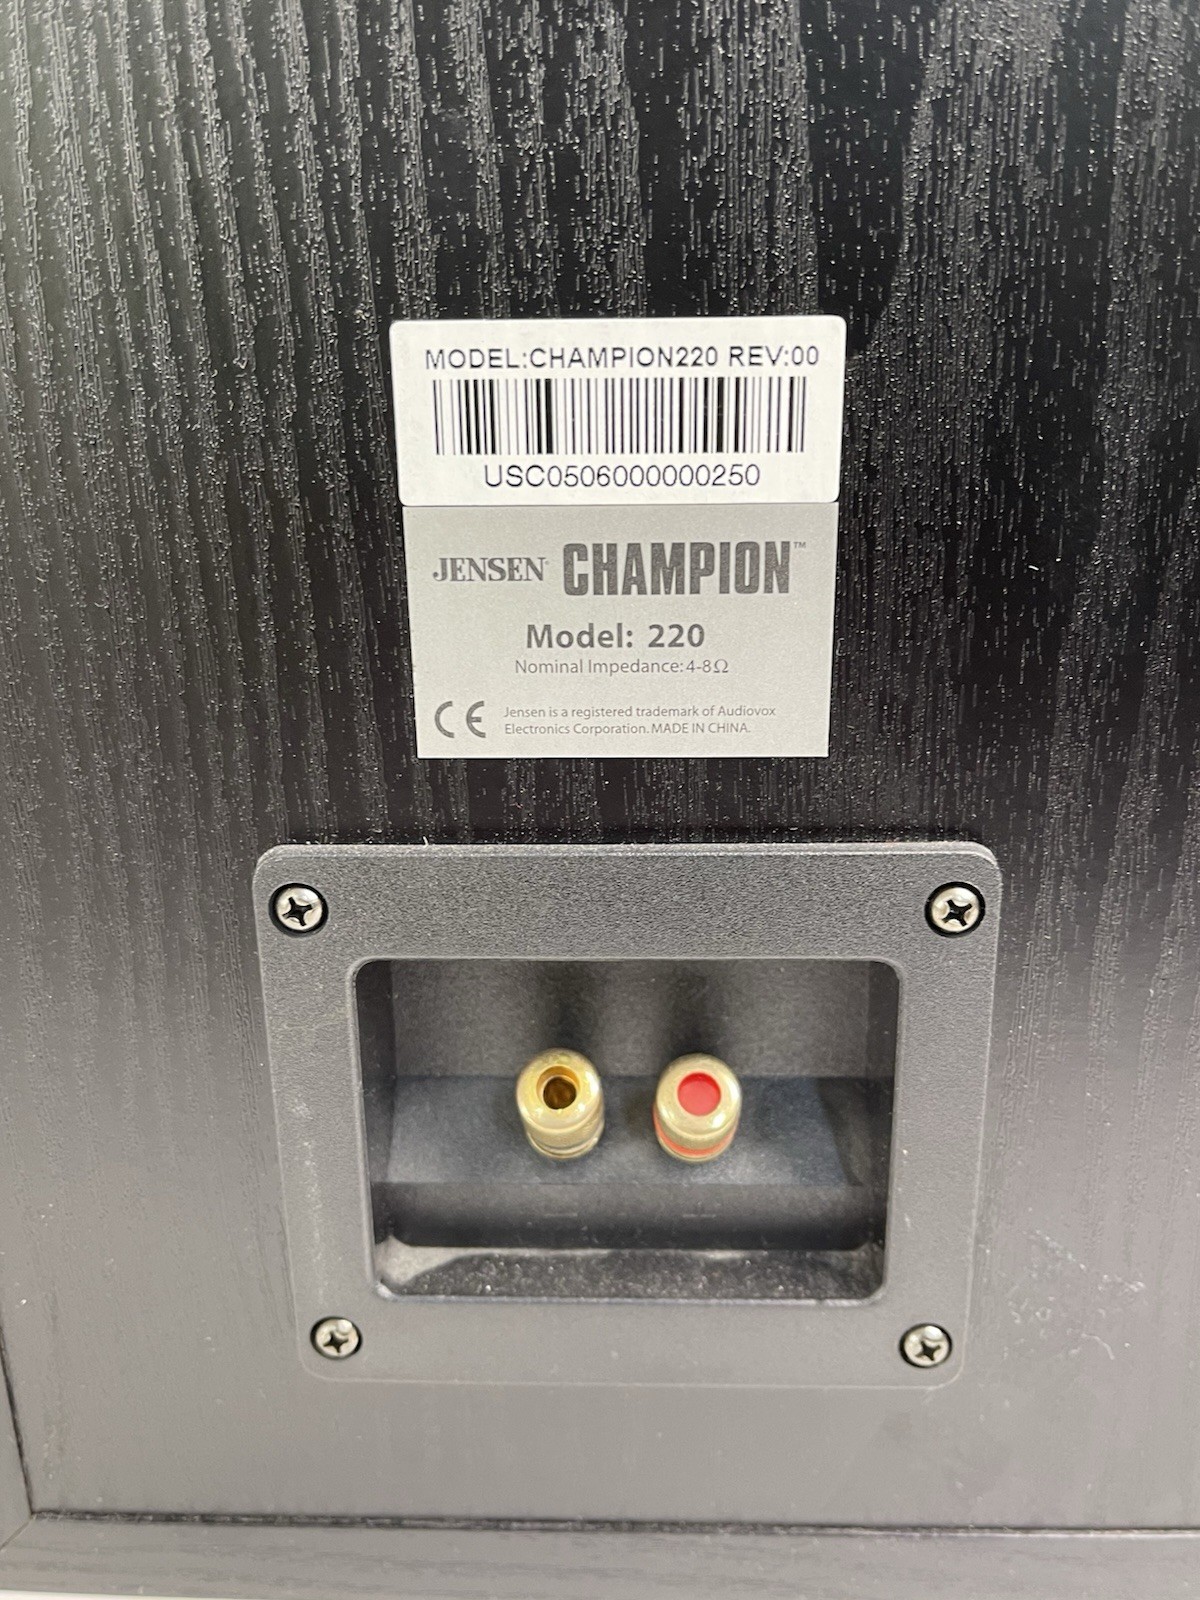 MODEL:CHAMPION220 REV:00
USC0506000000250
JENSEN® CHAMPION™
Model: 220
Nominal Impedance: 4-8Ω
CE Jensen is a registered trademark of Audiovox
Electronics Corporation. MADE IN CHINA.
− +